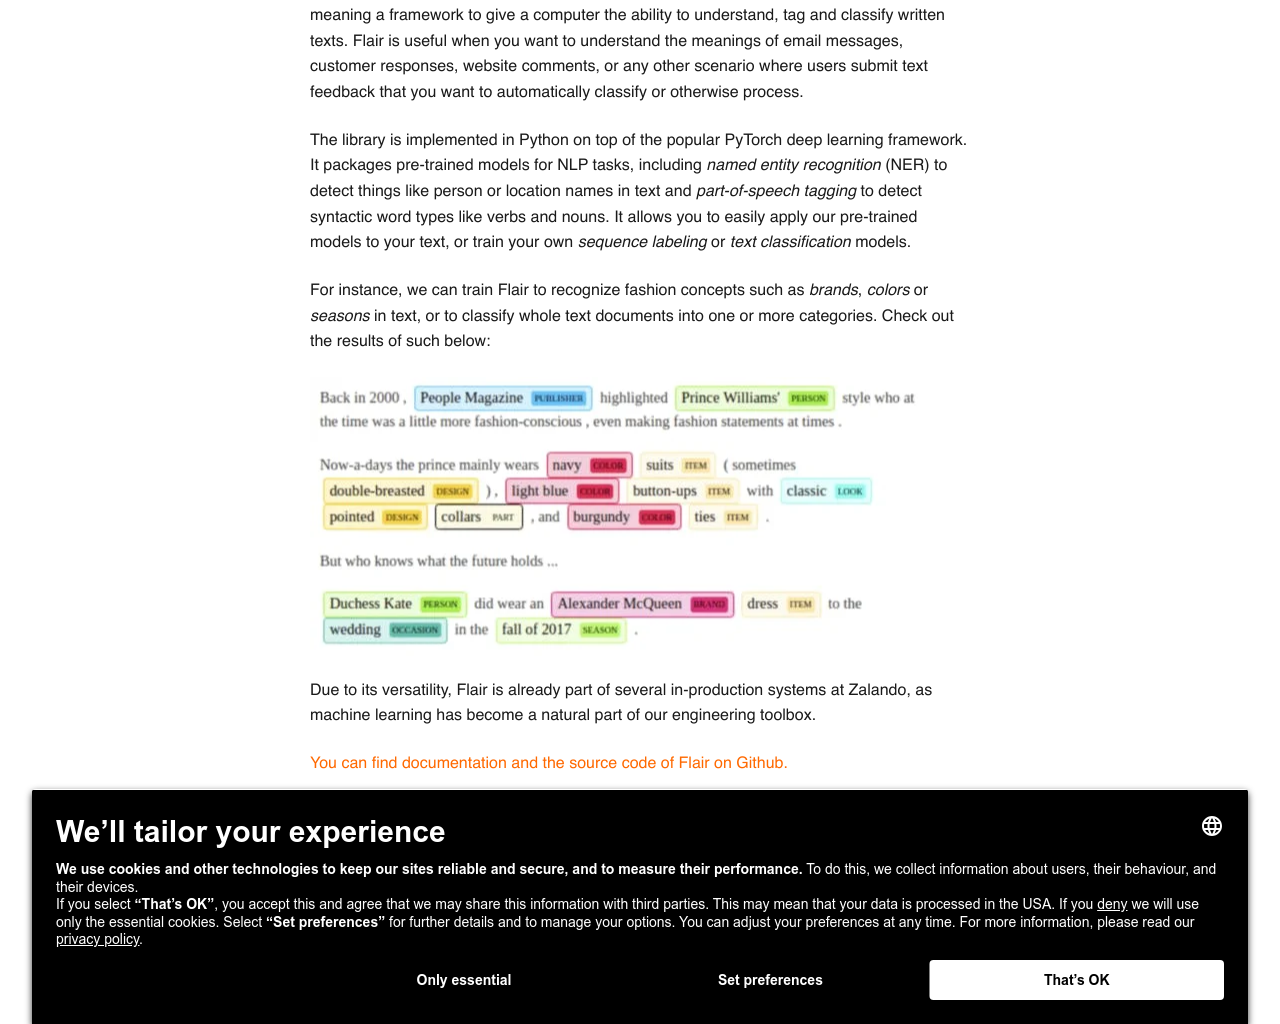 meaning a framework to give a computer the ability to understand, tag and classify written
texts. Flair is useful when you want to understand the meanings of email messages,
customer responses, website comments, or any other scenario where users submit text
feedback that you want to automatically classify or otherwise process.
The library is implemented in Python on top of the popular PyTorch deep learning framework.
It packages pre-trained models for NLP tasks, including named entity recognition (NER) to
detect things like person or location names in text and part-of-speech tagging to detect
syntactic word types like verbs and nouns. It allows you to easily apply our pre-trained
models to your text, or train your own sequence labeling or text classification models.
For instance, we can train Flair to recognize fashion concepts such as brands, colors or
seasons in text, or to classify whole text documents into one or more categories. Check out
the results of such below:
Back in 2000 , People Magazine PUBLISHER highlighted Prince Williams' PERSON style who at
the time was a little more fashion-conscious , even making fashion statements at times .
Now-a-days the prince mainly wears navy COLOR suits ITEM ( sometimes
double-breasted DESIGN ) , light blue COLOR button-ups ITEM with classic LOOK
pointed DESIGN collars PART , and burgundy COLOR ties ITEM .
But who knows what the future holds ...
Duchess Kate PERSON did wear an Alexander McQueen BRAND dress ITEM to the
wedding OCCASION in the fall of 2017 SEASON .
Due to its versatility, Flair is already part of several in-production systems at Zalando, as
machine learning has become a natural part of our engineering toolbox.
You can find documentation and the source code of Flair on Github.
We’ll tailor your experience
We use cookies and other technologies to keep our sites reliable and secure, and to measure their performance. To do this, we collect information about users, their behaviour, and
their devices.
If you select “That’s OK”, you accept this and agree that we may share this information with third parties. This may mean that your data is processed in the USA. If you deny we will use
only the essential cookies. Select “Set preferences” for further details and to manage your options. You can adjust your preferences at any time. For more information, please read our
privacy policy.
Only essential Set preferences That’s OK